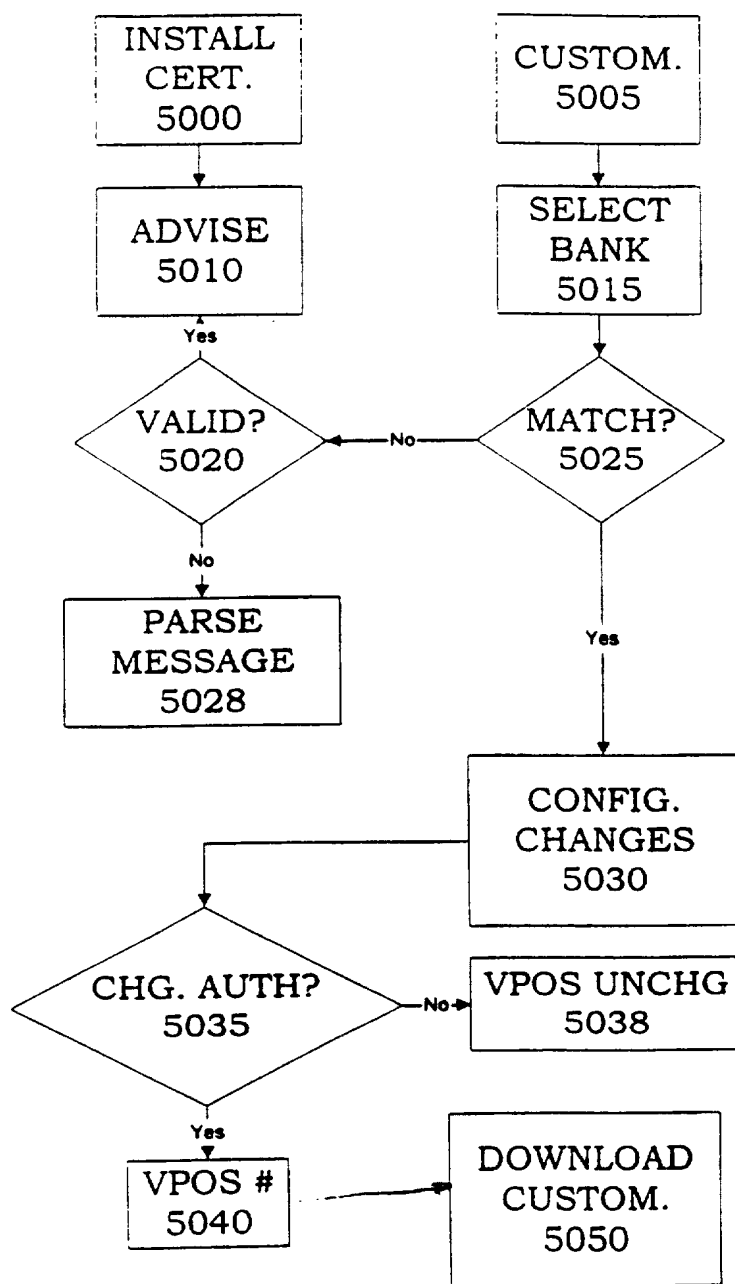 INSTALL
CERT.
5000
CUSTOM.
5005
ADVISE
5010
SELECT
BANK
5015
Yes
VALID?
5020
No
MATCH?
5025
No
PARSE
MESSAGE
5028
Yes
CONFIG.
CHANGES
5030
CHG. AUTH?
5035
No
VPOS UNCHG
5038
Yes
VPOS #
5040
DOWNLOAD
CUSTOM.
5050